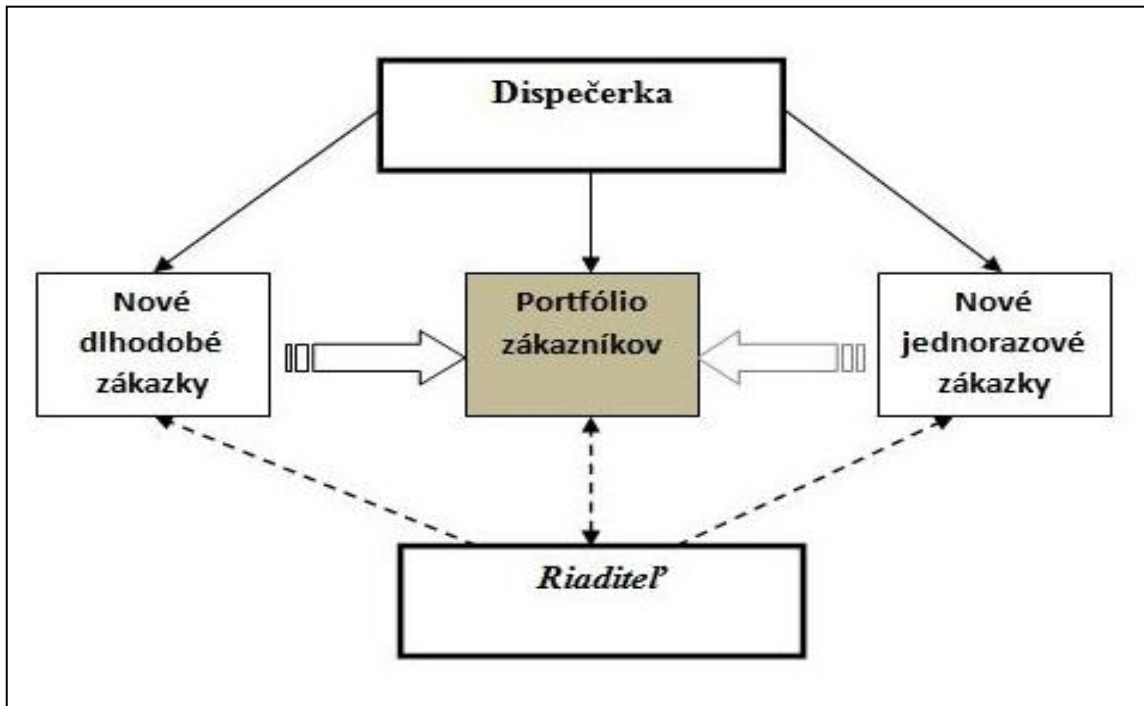 Dispečerka
Nové
dlhodobé
zákazky
Portfólio
zákazníkov
Nové
jednorazové
zákazky
Riaditeľ